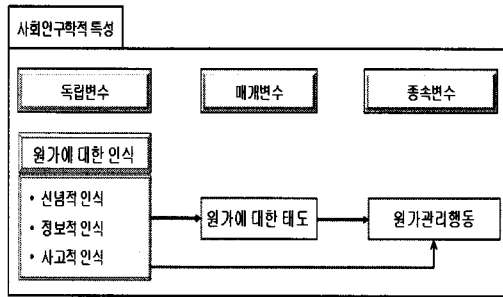 사회연구학적 특성
독립변수 매개변수 종속변수
원가에 대한 인식
• 신념적 인식
• 정보적 인식
• 사고적 인식
원가에 대한 태도 원가관리행동